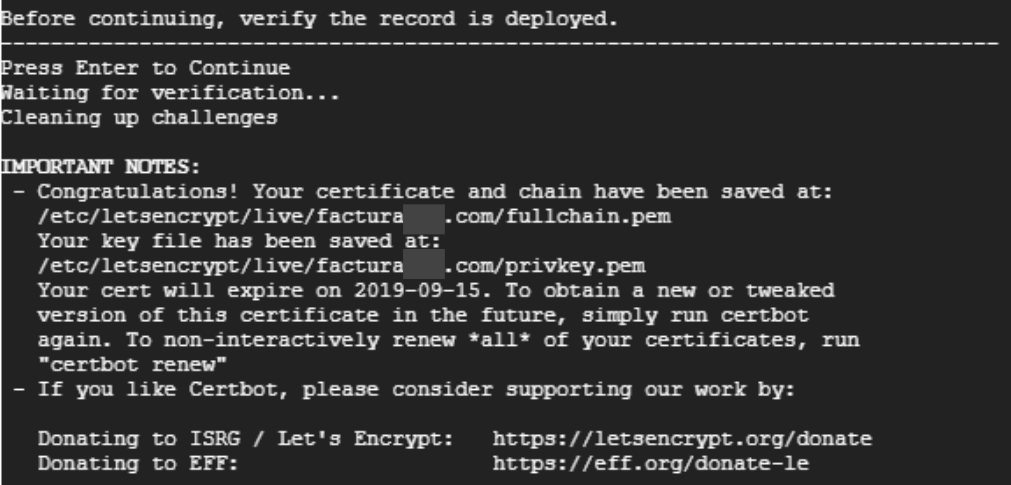 Before continuing, verify the record is deployed.
-------------------------------------------------------------------------------
Press Enter to Continue
Waiting for verification...
Cleaning up challenges
IMPORTANT NOTES:
- Congratulations! Your certificate and chain have been saved at:
/etc/letsencrypt/live/factura .com/fullchain.pem
Your key file has been saved at:
/etc/letsencrypt/live/factura .com/privkey.pem
Your cert will expire on 2019-09-15. To obtain a new or tweaked
version of this certificate in the future, simply run certbot
again. To non-interactively renew *all* of your certificates, run
"certbot renew"
- If you like Certbot, please consider supporting our work by:
Donating to ISRG / Let's Encrypt: https://letsencrypt.org/donate
Donating to EFF: https://eff.org/donate-le